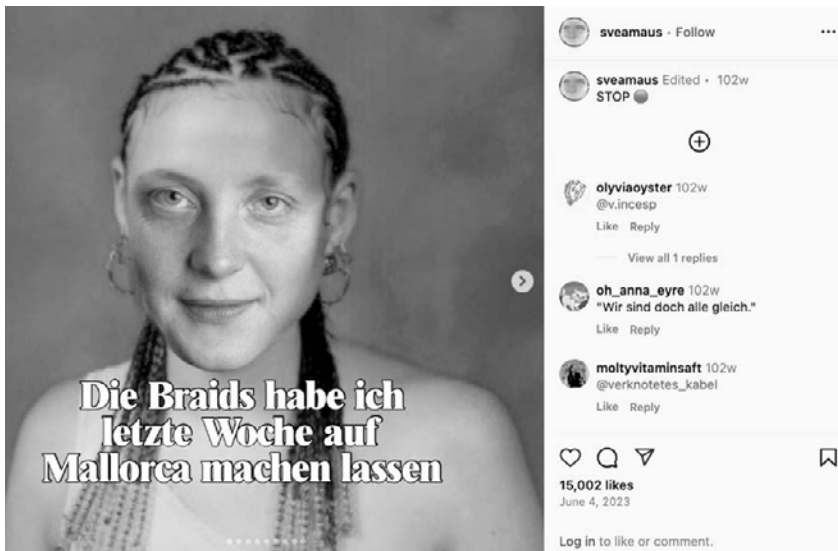 Die Braids habe ich
letzte Woche auf
Mallorca machen lassen
sveamaus · Follow
sveamaus Edited · 102w
STOP
olyviaoyster 102w
@v.incesp
Like Reply
View all 1 replies
oh_anna_eyre 102w
"Wir sind doch alle gleich."
Like Reply
moltyvitaminsaft 102w
@verknotetes_kabel
Like Reply
15,002 likes
June 4, 2023
Log in to like or comment.